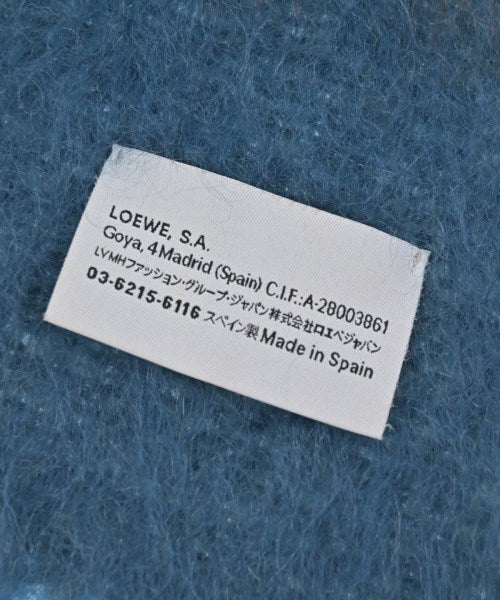 LOEWE, S.A.
Goya, 4 Madrid (Spain) C.I.F.:A-28003861
LVMHファッション・グループ・ジャパン株式会社ロエベジャパン
03-6215-6116 スペイン製 Made in Spain